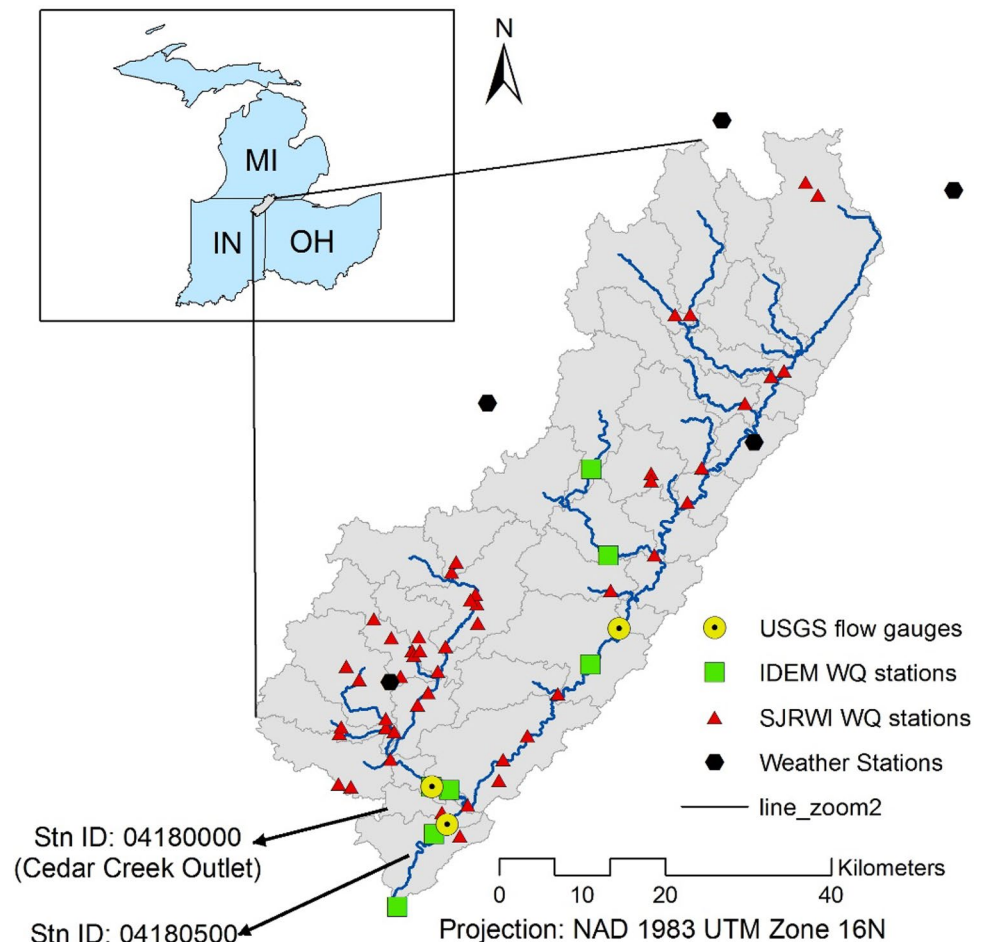 N
MI
IN
OH
USGS flow gauges
IDEM WQ stations
SJRWI WQ stations
Weather Stations
line_zoom2
Stn ID: 04180000
(Cedar Creek Outlet)
Kilometers
0 10 20 40
Stn ID: 04180500
Projection: NAD 1983 UTM Zone 16N